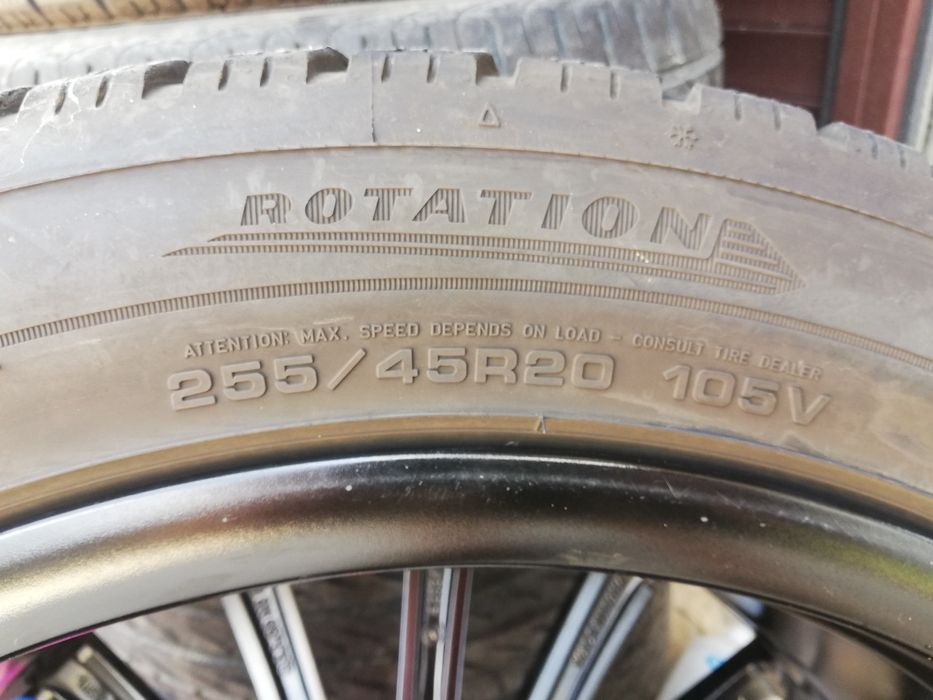 ROTATION
ATTENTION: MAX. SPEED DEPENDS ON LOAD - CONSULT TIRE DEALER
255/45R20 105V